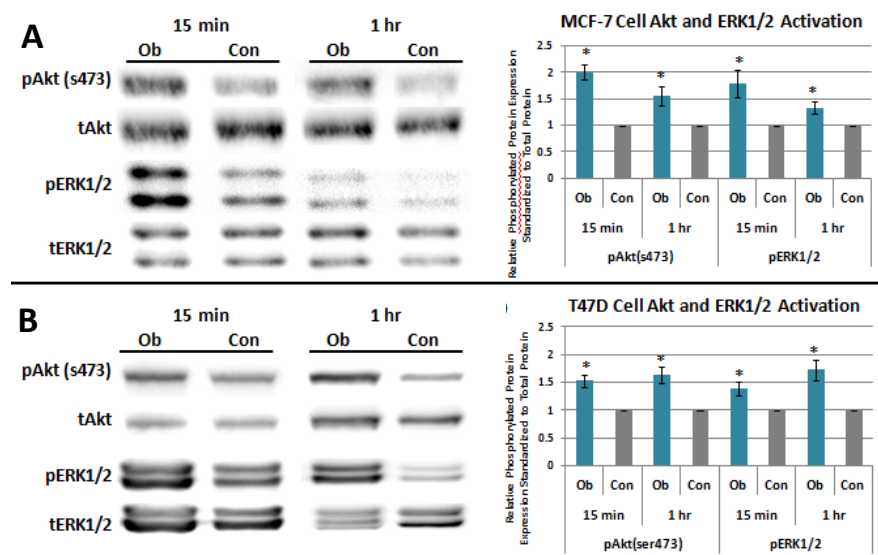 A
15 min
1 hr
Ob
Con
Ob
Con
pAkt (s473)
tAkt
pERK1/2
tERK1/2
MCF-7 Cell Akt and ERK1/2 Activation
Relative Phosphorylated Protein Expression
Standardized to Total Protein
2.5
2
1.5
1
0.5
0
*
*
*
*
Ob
Con
Ob
Con
Ob
Con
Ob
Con
15 min
1 hr
15 min
1 hr
pAkt(s473)
pERK1/2
B
15 min
1 hr
Ob
Con
Ob
Con
pAkt (s473)
tAkt
pERK1/2
tERK1/2
T47D Cell Akt and ERK1/2 Activation
Relative Phosphorylated Protein
Expression Standardized to Total Protein
2.5
2
1.5
1
0.5
0
*
*
*
*
Ob
Con
Ob
Con
Ob
Con
Ob
Con
15 min
1 hr
15 min
1 hr
pAkt(ser473)
pERK1/2